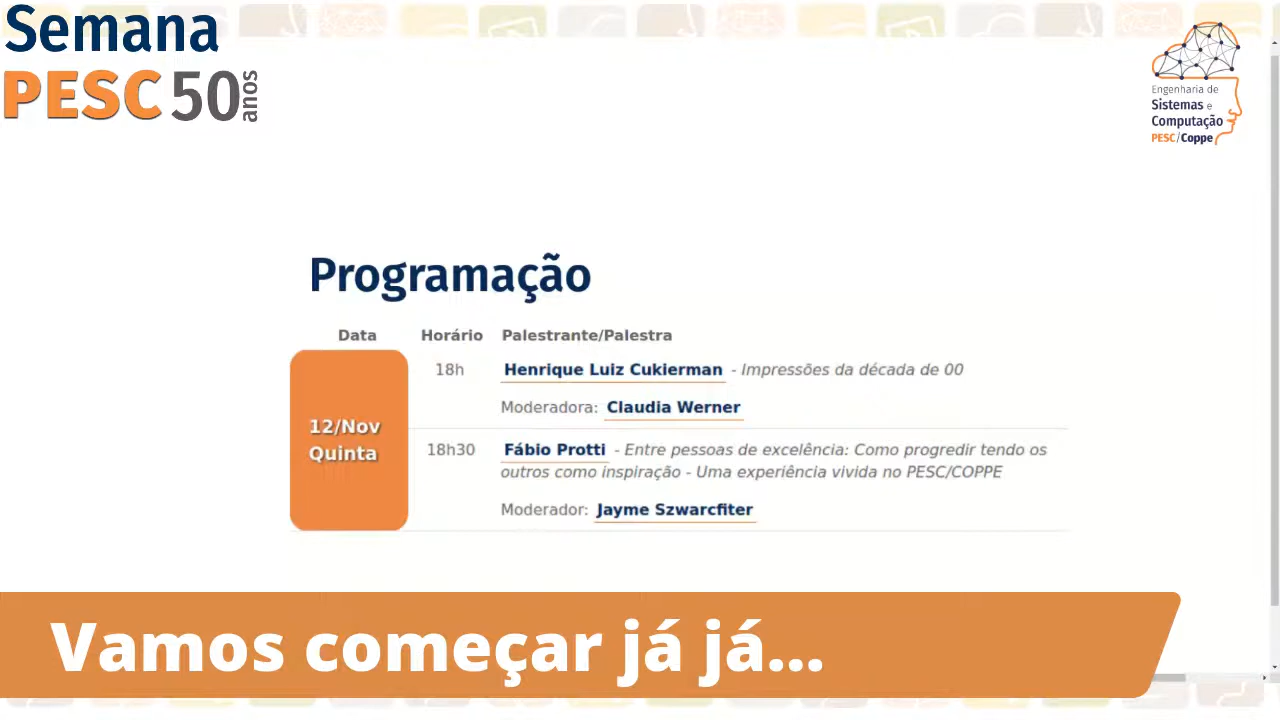 Semana
PESC 50 anos
Engenharia de
Sistemas e
Computação
PESC/Coppe
Programação
Data Horário Palestrante/Palestra
12/Nov
Quinta
18h Henrique Luiz Cukierman - Impressões da década de 00
Moderadora: Claudia Werner
18h30 Fábio Protti - Entre pessoas de excelência: Como progredir tendo os
outros como inspiração - Uma experiência vivida no PESC/COPPE
Moderador: Jayme Szwarcfiter
Vamos começar já já...